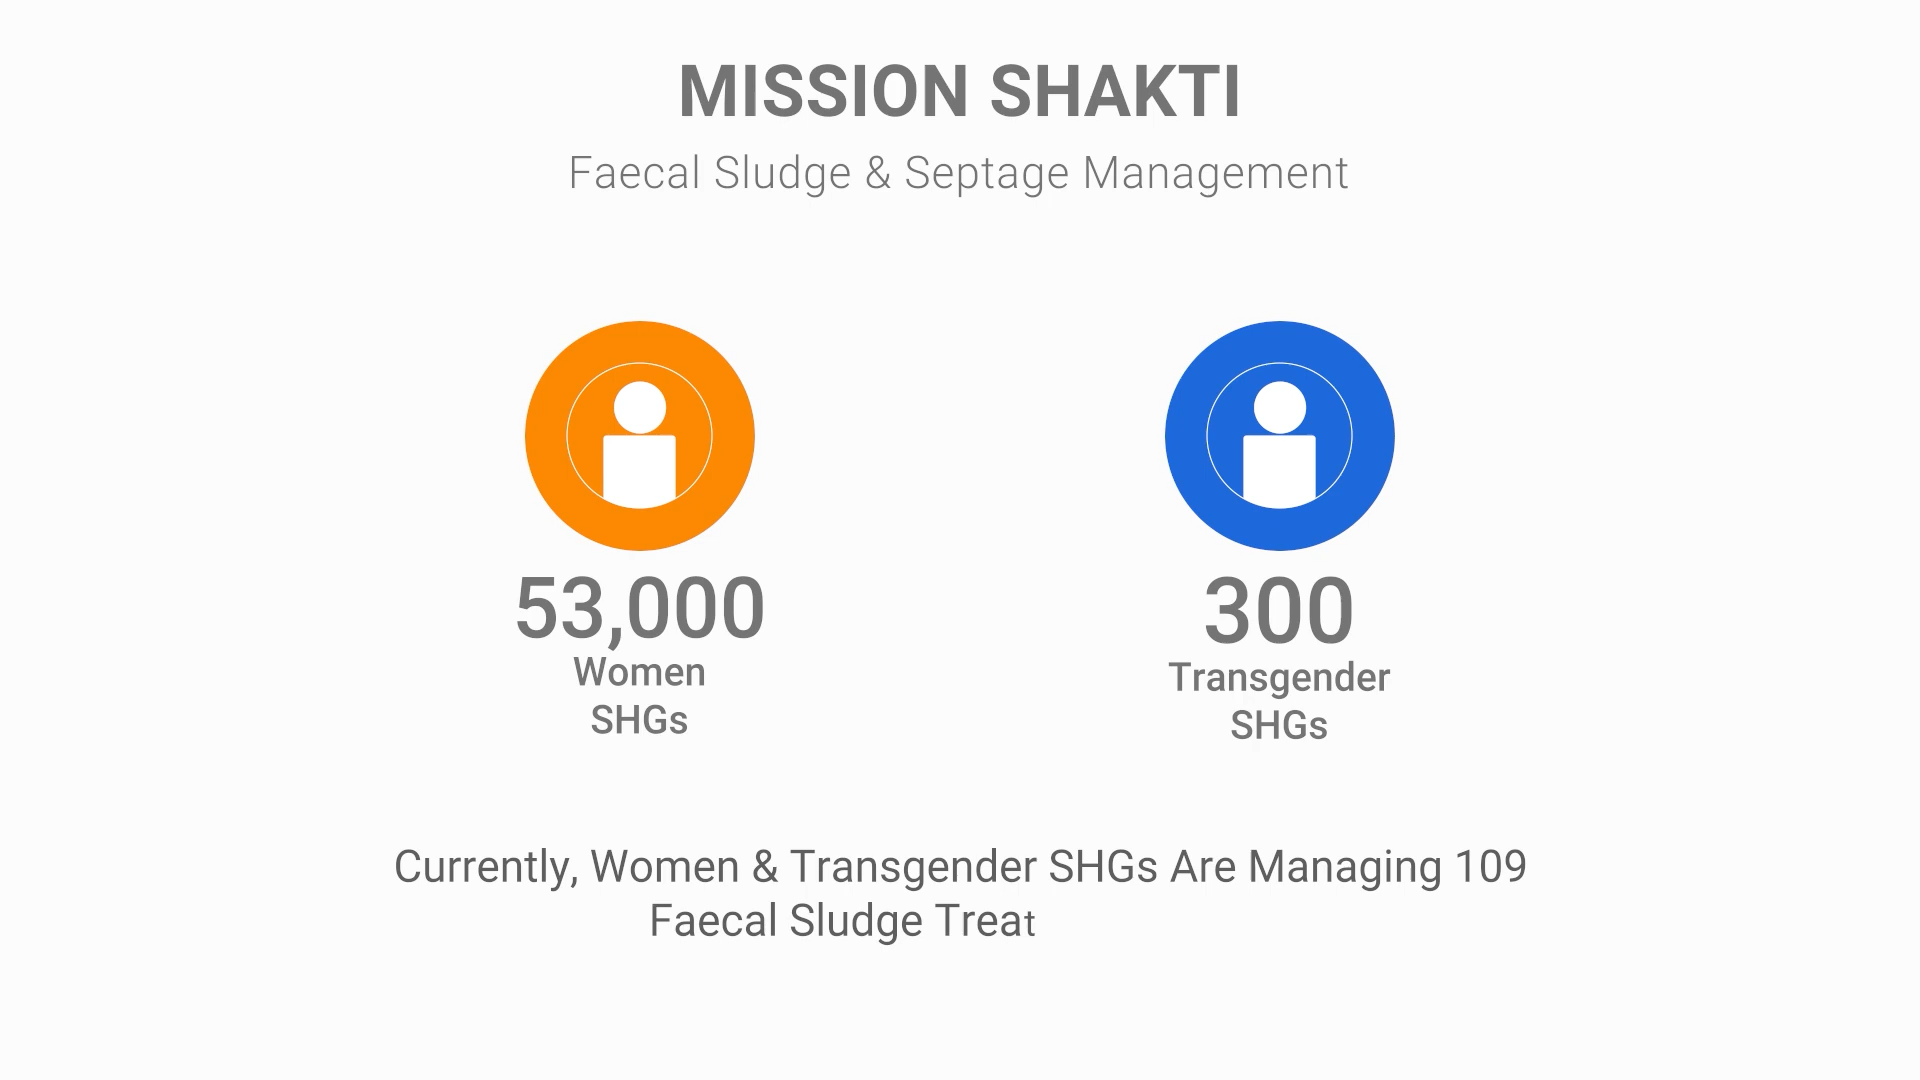 MISSION SHAKTI
Faecal Sludge & Septage Management
53,000
Women
SHGs
300
Transgender
SHGs
Currently, Women & Transgender SHGs Are Managing 109
Faecal Sludge Treat